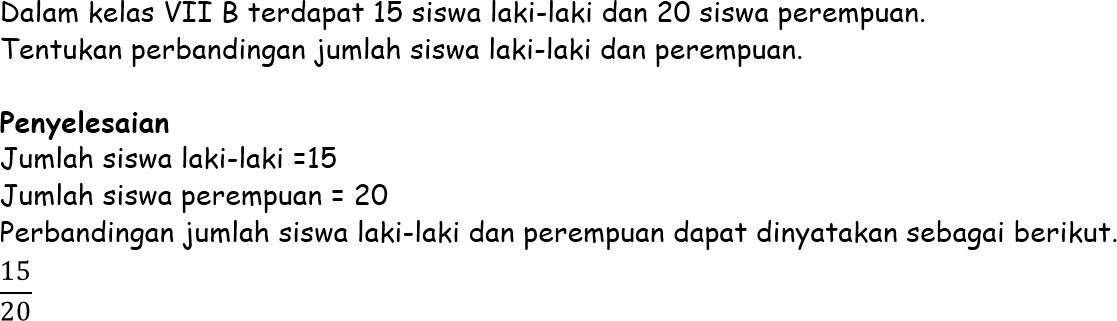 Dalam kelas VII B terdapat 15 siswa laki-laki dan 20 siswa perempuan.
Tentukan perbandingan jumlah siswa laki-laki dan perempuan.
Penyelesaian
Jumlah siswa laki-laki =15
Jumlah siswa perempuan = 20
Perbandingan jumlah siswa laki-laki dan perempuan dapat dinyatakan sebagai berikut.
15
20